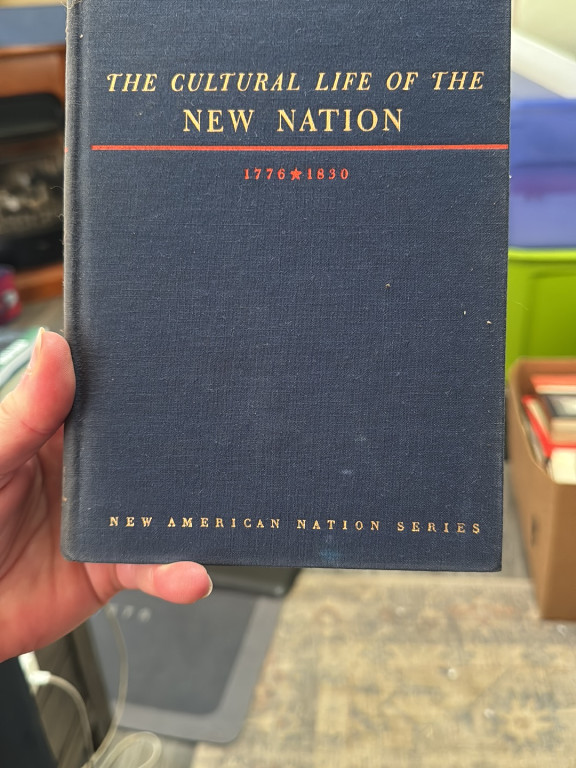 THE CULTURAL LIFE OF THE
NEW NATION
1776★1830
NEW AMERICAN NATION SERIES